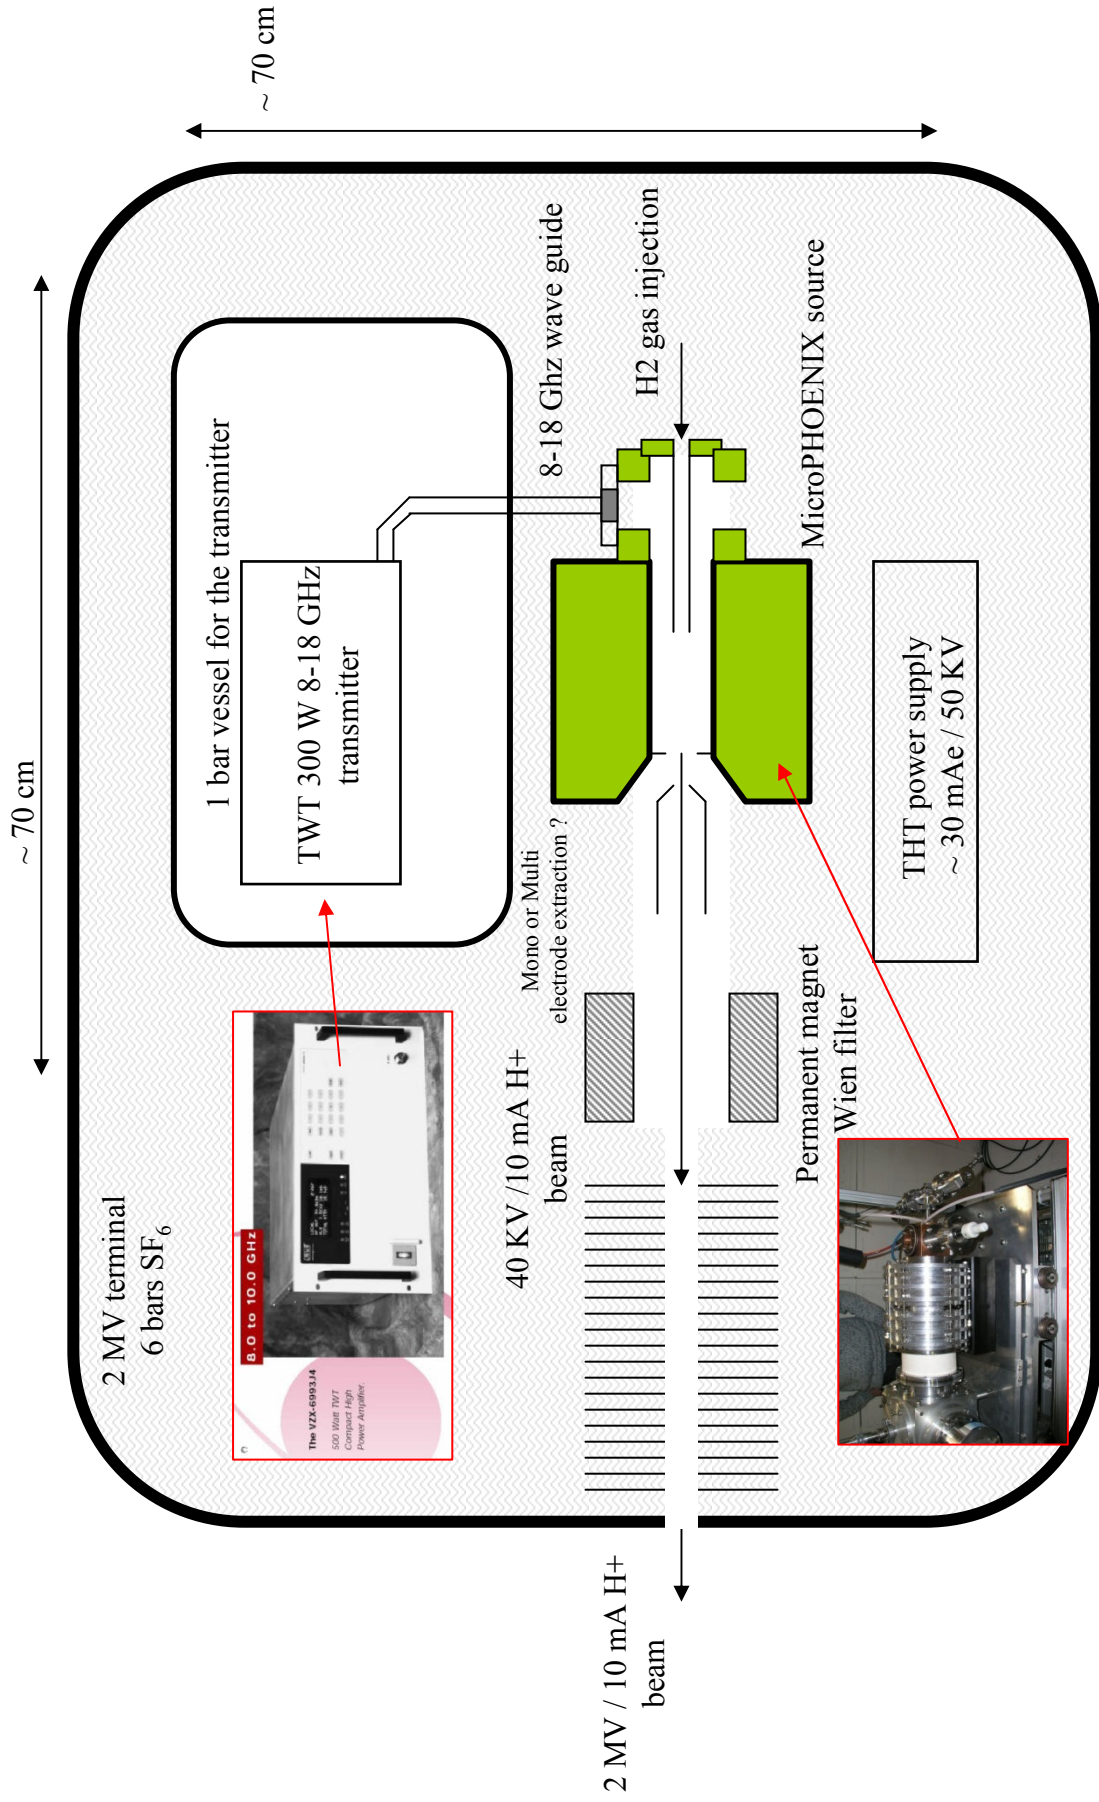 ~ 70 cm
~ 70 cm
2 MV terminal
6 bars SF6
8.0 to 10.0 GHz
The VZX-6993J4
500 Watt TWT
Compact High
Power Amplifier.
1 bar vessel for the transmitter
TWT 300 W 8-18 GHz
transmitter
8-18 Ghz wave guide
H2 gas injection
Mono or Multi
electrode extraction ?
40 KV /10 mA H+
beam
2 MV / 10 mA H+
beam
Permanent magnet
Wien filter
MicroPHOENIX source
THT power supply
~ 30 mAe / 50 KV